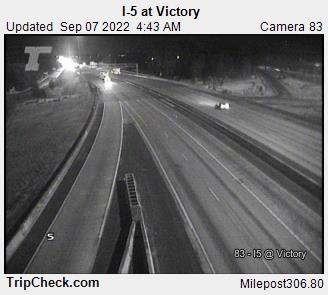 I-5 at Victory
Updated  Sep 07 2022  4:43 AM
Camera 83
T
S
83 - I5 @ Victory
TripCheck.com
Milepost306.80